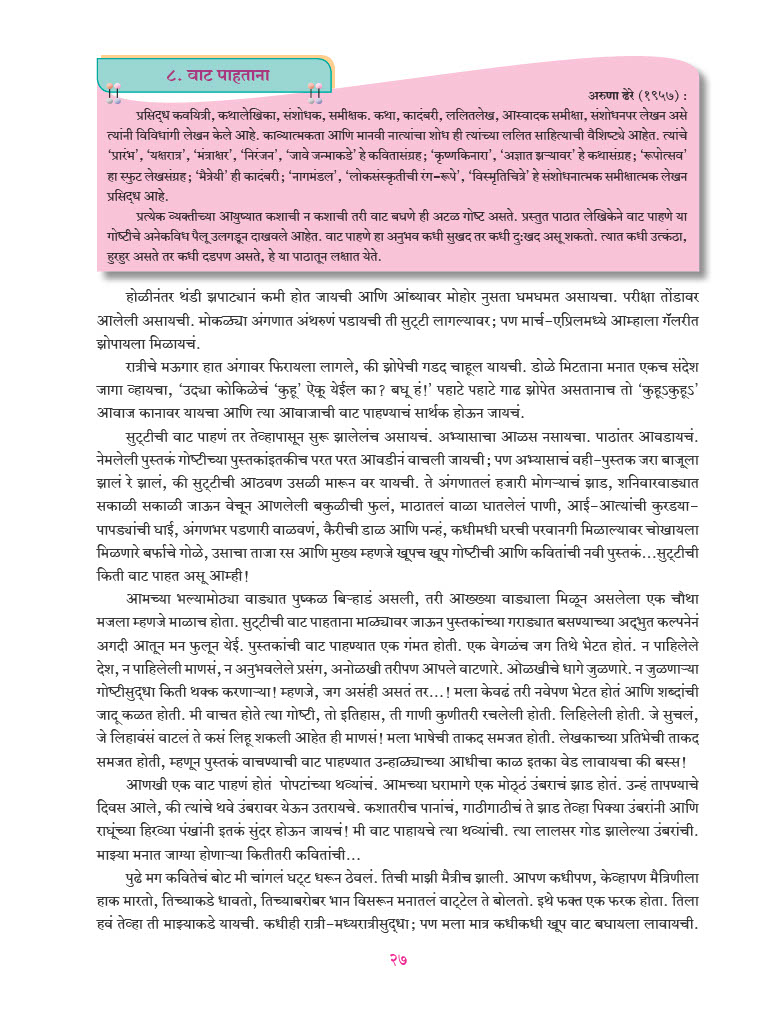 ८. वाट पाहताना
अरुणा ढेरे (१९५७) :
प्रसिद्ध कवयित्री, कथालेखिका, संशोधक, समीक्षक. कथा, कादंबरी, ललितलेख, आस्वादक समीक्षा, संशोधनपर लेखन असे
त्यांनी विविधांगी लेखन केले आहे. काव्यात्मकता आणि मानवी नात्यांचा शोध ही त्यांच्या ललित साहित्याची वैशिष्ट्ये आहेत. त्यांचे
‘प्रारंभ’, ‘यक्षरात्र’, ‘मंत्राक्षर’, ‘निरंजन’, ‘जावे जन्माकडे’ हे कवितासंग्रह; ‘कृष्णकिनारा’, ‘अज्ञात झऱ्यावर’ हे कथासंग्रह; ‘रूपोत्सव’
हा स्फुट लेखसंग्रह; ‘मैत्रेयी’ ही कादंबरी; ‘नागमंडल’, ‘लोकसंस्कृतीची रंग-रूपे’, ‘विस्मृतिचित्रे’ हे संशोधनात्मक समीक्षात्मक लेखन
प्रसिद्ध आहे.
प्रत्येक व्यक्तीच्या आयुष्यात कशाची न कशाची तरी वाट बघणे ही अटळ गोष्ट असते. प्रस्तुत पाठात लेखिकेने वाट पाहणे या
गोष्टीचे अनेकविध पैलू उलगडून दाखवले आहेत. वाट पाहणे हा अनुभव कधी सुखद तर कधी दुःखद असू शकतो. त्यात कधी उत्कंठा,
हुरहुर असते तर कधी दडपण असते, हे या पाठातून लक्षात येते.
होळीनंतर थंडी झपाट्यानं कमी होत जायची आणि आंब्यावर मोहोर नुसता घमघमत असायचा. परीक्षा तोंडावर
आलेली असायची. मोकळ्या अंगणात अंथरुणं पडायची ती सुट्टी लागल्यावर; पण मार्च-एप्रिलमध्ये आम्हाला गॅलरीत
झोपायला मिळायचं.
रात्रीचे मऊगार हात अंगावर फिरायला लागले, की झोपेची गडद चाहूल यायची. डोळे मिटताना मनात एकच संदेश
जागा व्हायचा, ‘उद्या कोकिळेचं ‘कुहू’ ऐकू येईल का? बघू हं!’ पहाटे पहाटे गाढ झोपेत असतानाच तो ‘कुहूऽकुहूऽ’
आवाज कानावर यायचा आणि त्या आवाजाची वाट पाहण्याचं सार्थक होऊन जायचं.
सुट्टीची वाट पाहणं तर तेव्हापासून सुरू झालेलंच असायचं. अभ्यासाचा आळस नसायचा. पाठांतर आवडायचं.
नेमलेली पुस्तकं गोष्टीच्या पुस्तकांइतकीच परत परत आवडीनं वाचली जायची; पण अभ्यासाचं वही-पुस्तक जरा बाजूला
झालं रे झालं, की सुट्टीची आठवण उसळी मारून वर यायची. ते अंगणातलं हजारी मोगऱ्याचं झाड, शनिवारवाड्यात
सकाळी सकाळी जाऊन वेचून आणलेली बकुळीची फुलं, माठातलं वाळा घातलेलं पाणी, आई-आत्यांची कुरडया-
पापड्यांची घाई, अंगणभर पडणारी वाळवणं, कैरीची डाळ आणि पन्हं, कधीमधी घरची परवानगी मिळाल्यावर चोखायला
मिळणारे बर्फाचे गोळे, उसाचा ताजा रस आणि मुख्य म्हणजे खूपच खूप गोष्टीची आणि कवितांची नवी पुस्तकं...सुट्टीची
किती वाट पाहत असू आम्ही!
आमच्या भल्यामोठ्या वाड्यात पुष्कळ बिऱ्हाडं असली, तरी आख्ख्या वाड्याला मिळून असलेला एक चौथा
मजला म्हणजे माळाच होता. सुट्टीची वाट पाहताना माळ्यावर जाऊन पुस्तकांच्या गराड्यात बसण्याच्या अद्भुत कल्पनेनं
अगदी आतून मन फुलून येई. पुस्तकांची वाट पाहण्यात एक गंमत होती. एक वेगळंच जग तिथे भेटत होतं. न पाहिलेले
देश, न पाहिलेली माणसं, न अनुभवलेले प्रसंग, अनोळखी तरीपण आपले वाटणारे. ओळखीचे धागे जुळणारे. न जुळणाऱ्या
गोष्टीसुद्धा किती थक्क करणाऱ्या! म्हणजे, जग असंही असतं तर...! मला केवढं तरी नवेपण भेटत होतं आणि शब्दांची
जादू कळत होती. मी वाचत होते त्या गोष्टी, तो इतिहास, ती गाणी कुणीतरी रचलेली होती. लिहिलेली होती. जे सुचलं,
जे लिहावंसं वाटलं ते कसं लिहू शकली आहेत ही माणसं! मला भाषेची ताकद समजत होती. लेखकाच्या प्रतिभेची ताकद
समजत होती, म्हणून पुस्तकं वाचण्याची वाट पाहण्यात उन्हाळ्याच्या आधीचा काळ इतका वेड लावायचा की बस्स!
आणखी एक वाट पाहणं होतं पोपटांच्या थव्यांचं. आमच्या घरामागे एक मोठ्ठं उंबराचं झाड होतं. उन्हं तापण्याचे
दिवस आले, की त्यांचे थवे उंबरावर येऊन उतरायचे. कशातरीच पानांचं, गाठीगाठीचं ते झाड तेव्हा पिक्या उंबरांनी आणि
राघूंच्या हिरव्या पंखांनी इतकं सुंदर होऊन जायचं! मी वाट पाहायचे त्या थव्यांची. त्या लालसर गोड झालेल्या उंबरांची.
माझ्या मनात जाग्या होणाऱ्या कितीतरी कवितांची...
पुढे मग कवितेचं बोट मी चांगलं घट्ट धरून ठेवलं. तिची माझी मैत्रीच झाली. आपण कधीपण, केव्हापण मैत्रिणीला
हाक मारतो, तिच्याकडे धावतो, तिच्याबरोबर भान विसरून मनातलं वाट्टेल ते बोलतो. इथे फक्त एक फरक होता. तिला
हवं तेव्हा ती माझ्याकडे यायची. कधीही रात्री-मध्यरात्रीसुद्धा; पण मला मात्र कधीकधी खूप वाट बघायला लावायची.
२७